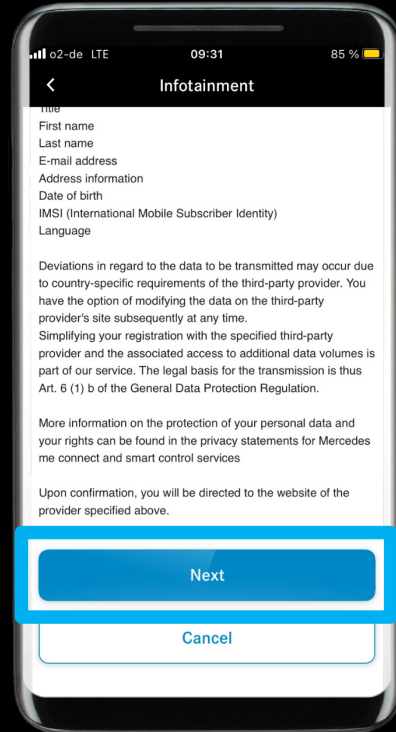 o2-de LTE 09:31 85 %
Infotainment
Title
First name
Last name
E-mail address
Address information
Date of birth
IMSI (International Mobile Subscriber Identity)
Language
Deviations in regard to the data to be transmitted may occur due
to country-specific requirements of the third-party provider. You
have the option of modifying the data on the third-party
provider's site subsequently at any time.
Simplifying your registration with the specified third-party
provider and the associated access to additional data volumes is
part of our service. The legal basis for the transmission is thus
Art. 6 (1) b of the General Data Protection Regulation.
More information on the protection of your personal data and
your rights can be found in the privacy statements for Mercedes
me connect and smart control services
Upon confirmation, you will be directed to the website of the
provider specified above.
Next
Cancel